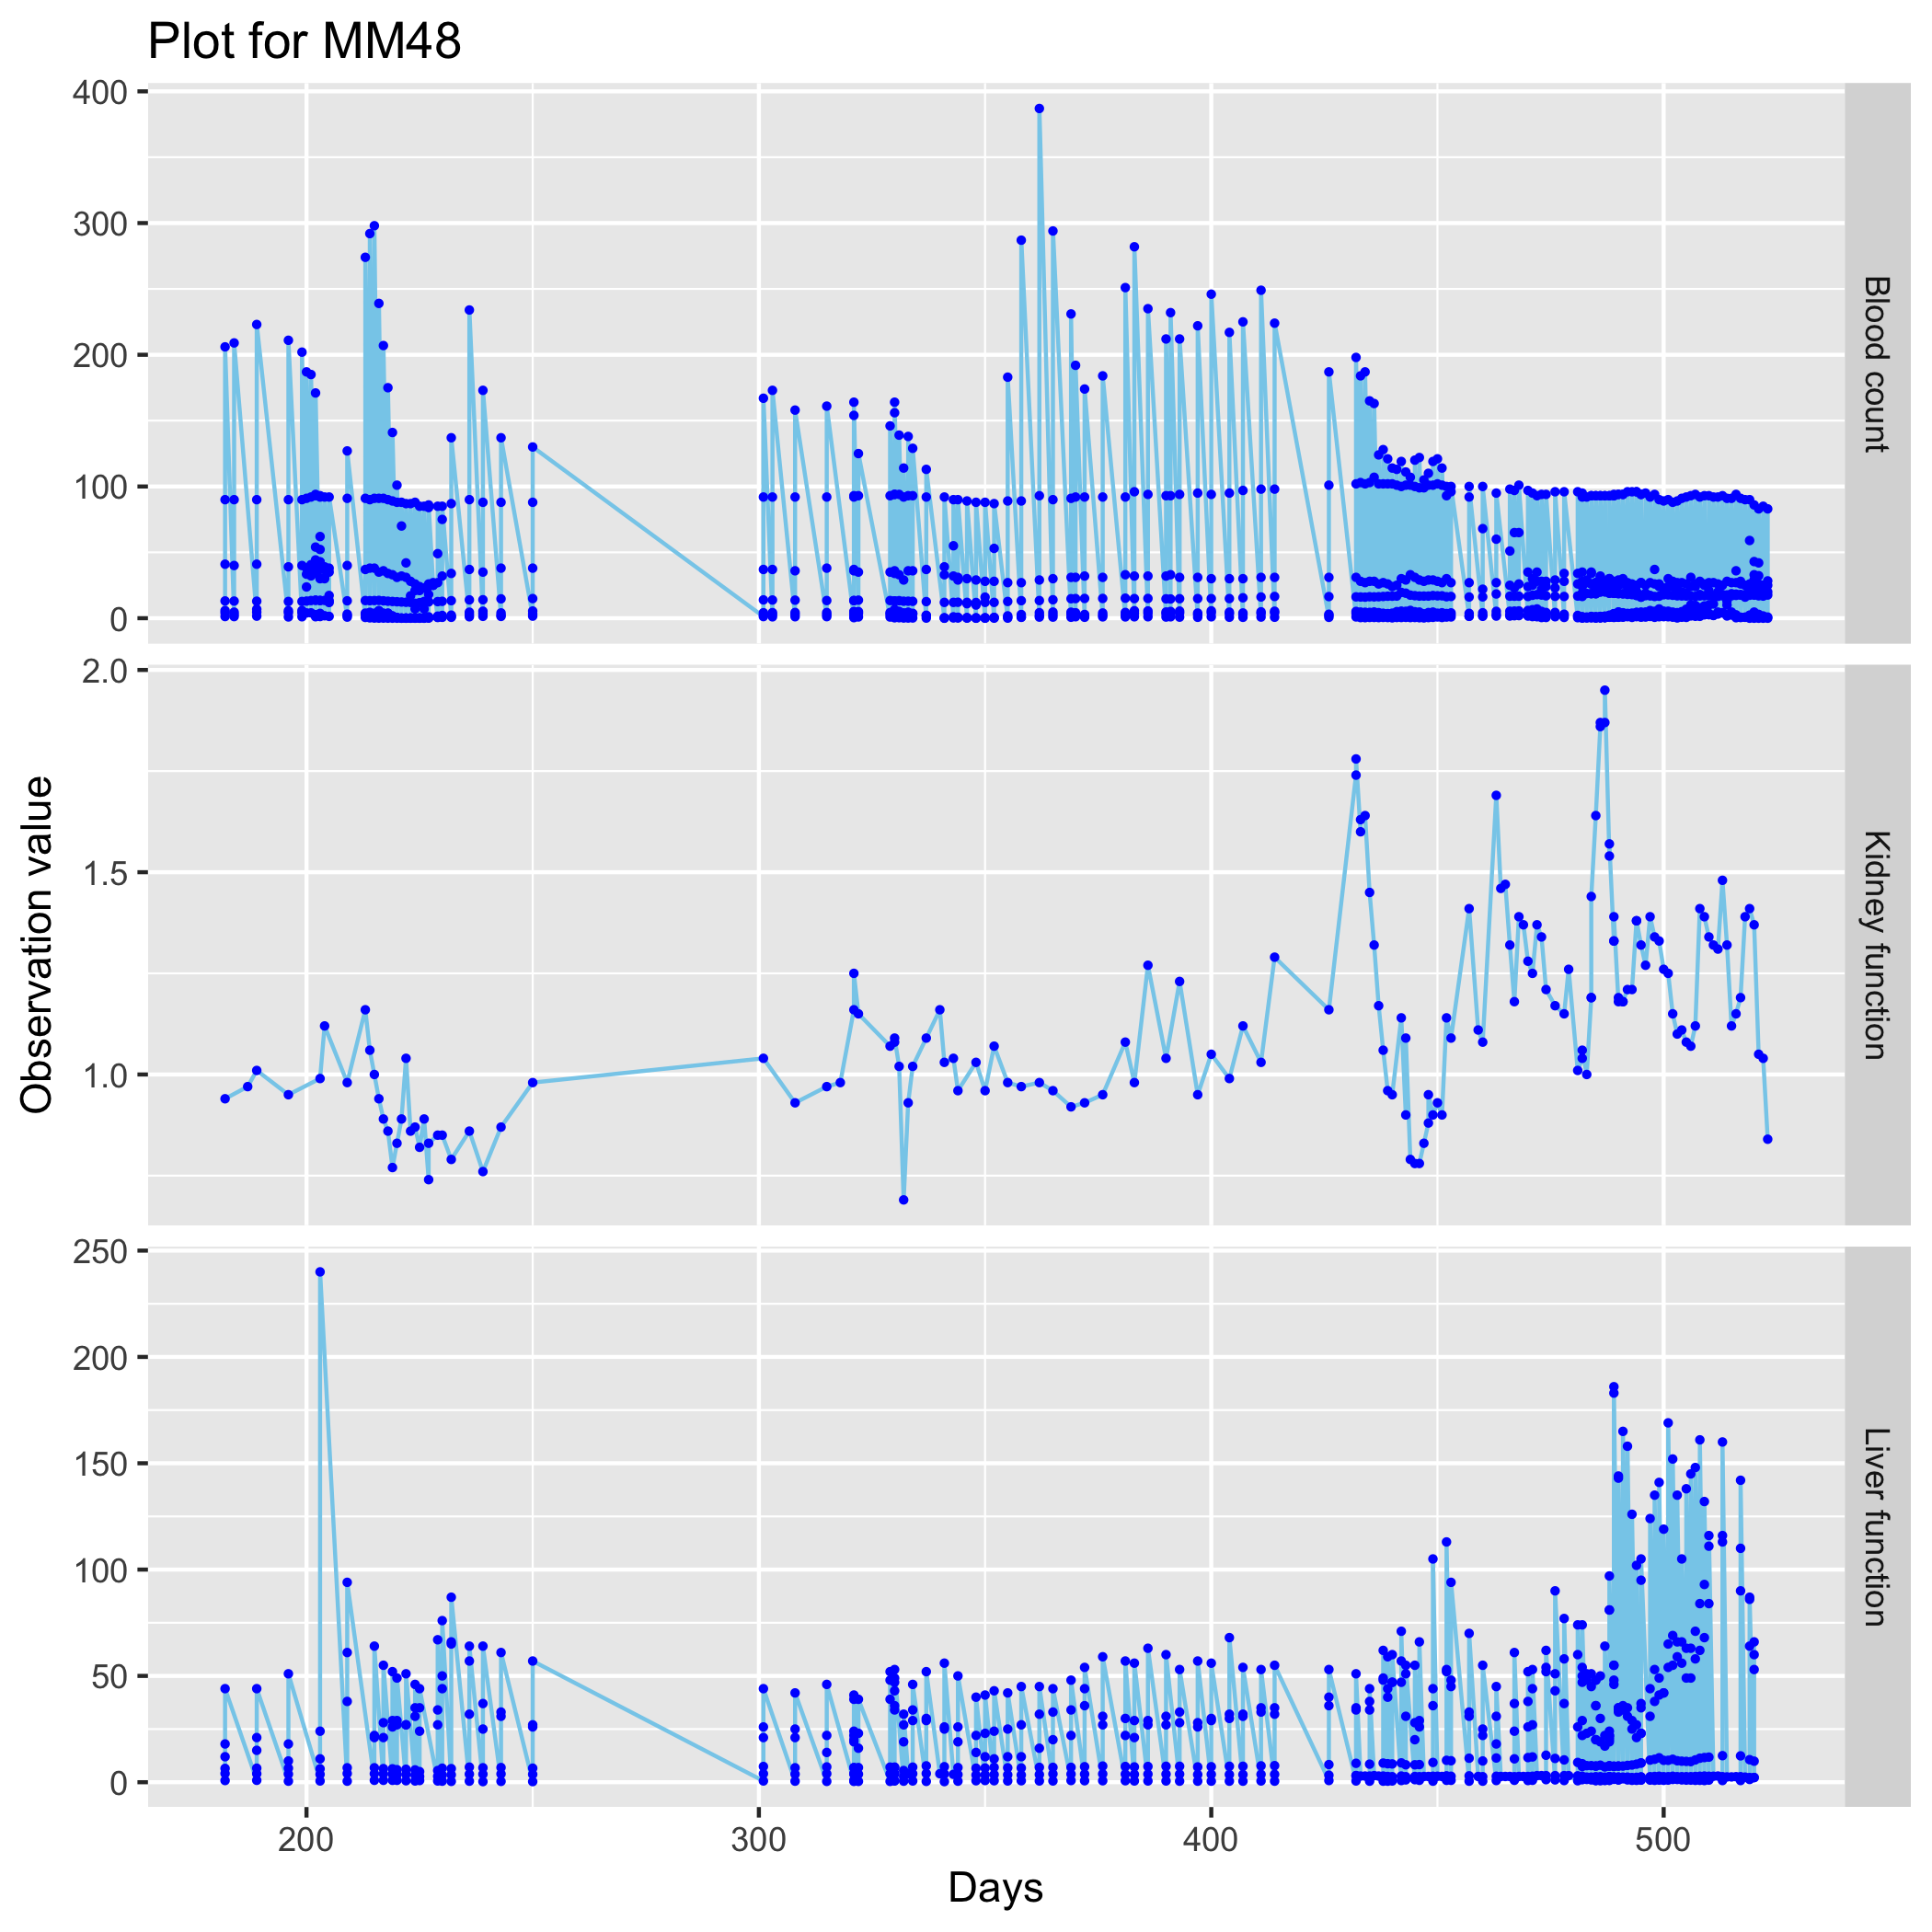 Plot for MM48
400
300
200
100
0
Blood count
2.0
1.5
1.0
Kidney function
Observation value
250
200
150
100
50
0
Liver function
200 300 400 500
Days